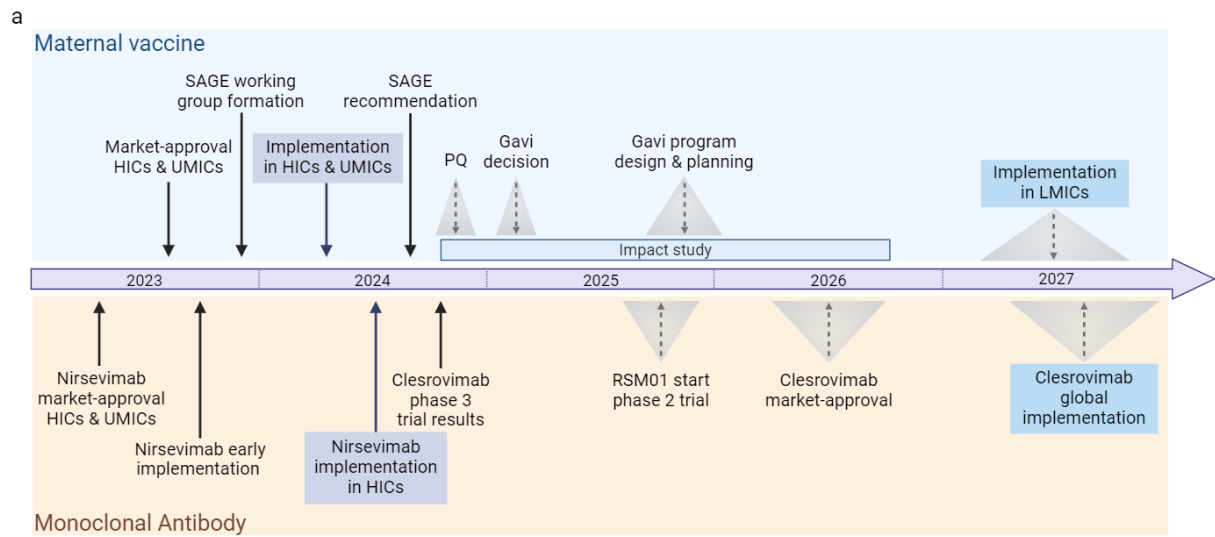 a
Maternal vaccine
SAGE working
group formation
SAGE
recommendation
Market-approval
HICs & UMICs
Implementation
in HICs & UMICs
PQ
Gavi
decision
Gavi program
design & planning
Implementation
in LMICs
Impact study
2023
2024
2025
2026
2027
Nirsevimab
market-approval
HICs & UMICs
Nirsevimab early
implementation
Nirsevimab
implementation
in HICs
Clesrovimab
phase 3
trial results
RSM01 start
phase 2 trial
Clesrovimab
market-approval
Clesrovimab
global
implementation
Monoclonal Antibody